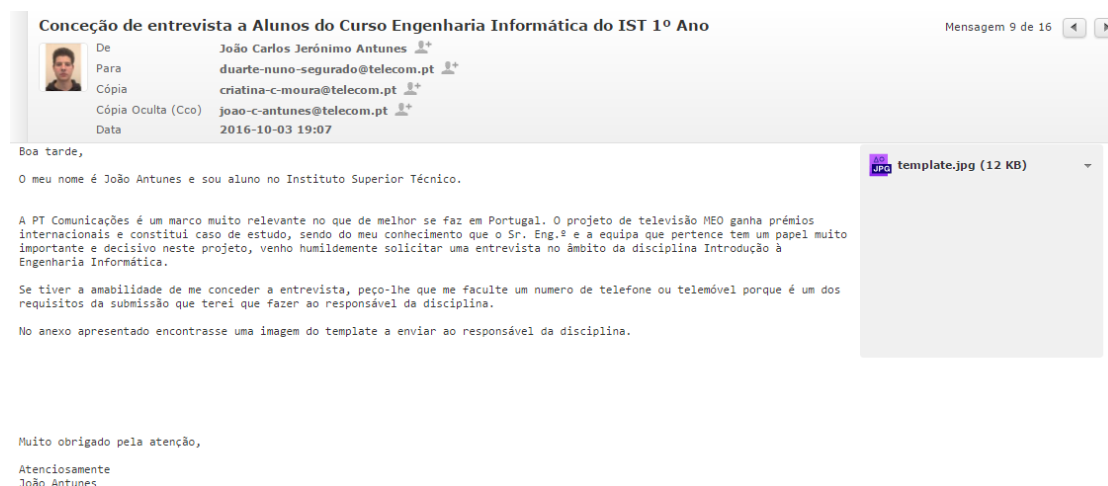 Conceção de entrevista a Alunos do Curso Engenharia Informática do IST 1º Ano
Mensagem 9 de 16
De João Carlos Jerónimo Antunes
Para duarte-nuno-segurado@telecom.pt
Cópia criatina-c-moura@telecom.pt
Cópia Oculta (Cco) joao-c-antunes@telecom.pt
Data 2016-10-03 19:07
Boa tarde,
template.jpg (12 KB)
O meu nome é João Antunes e sou aluno no Instituto Superior Técnico.
A PT Comunicações é um marco muito relevante no que de melhor se faz em Portugal. O projeto de televisão MEO ganha prémios
internacionais e constitui caso de estudo, sendo do meu conhecimento que o Sr. Eng.º e a equipa que pertence tem um papel muito
importante e decisivo neste projeto, venho humildemente solicitar uma entrevista no âmbito da disciplina Introdução à
Engenharia Informática.
Se tiver a amabilidade de me conceder a entrevista, peço-lhe que me faculte um numero de telefone ou telemóvel porque é um dos
requisitos da submissão que terei que fazer ao responsável da disciplina.
No anexo apresentado encontrasse uma imagem do template a enviar ao responsável da disciplina.
Muito obrigado pela atenção,
Atenciosamente
João Antunes